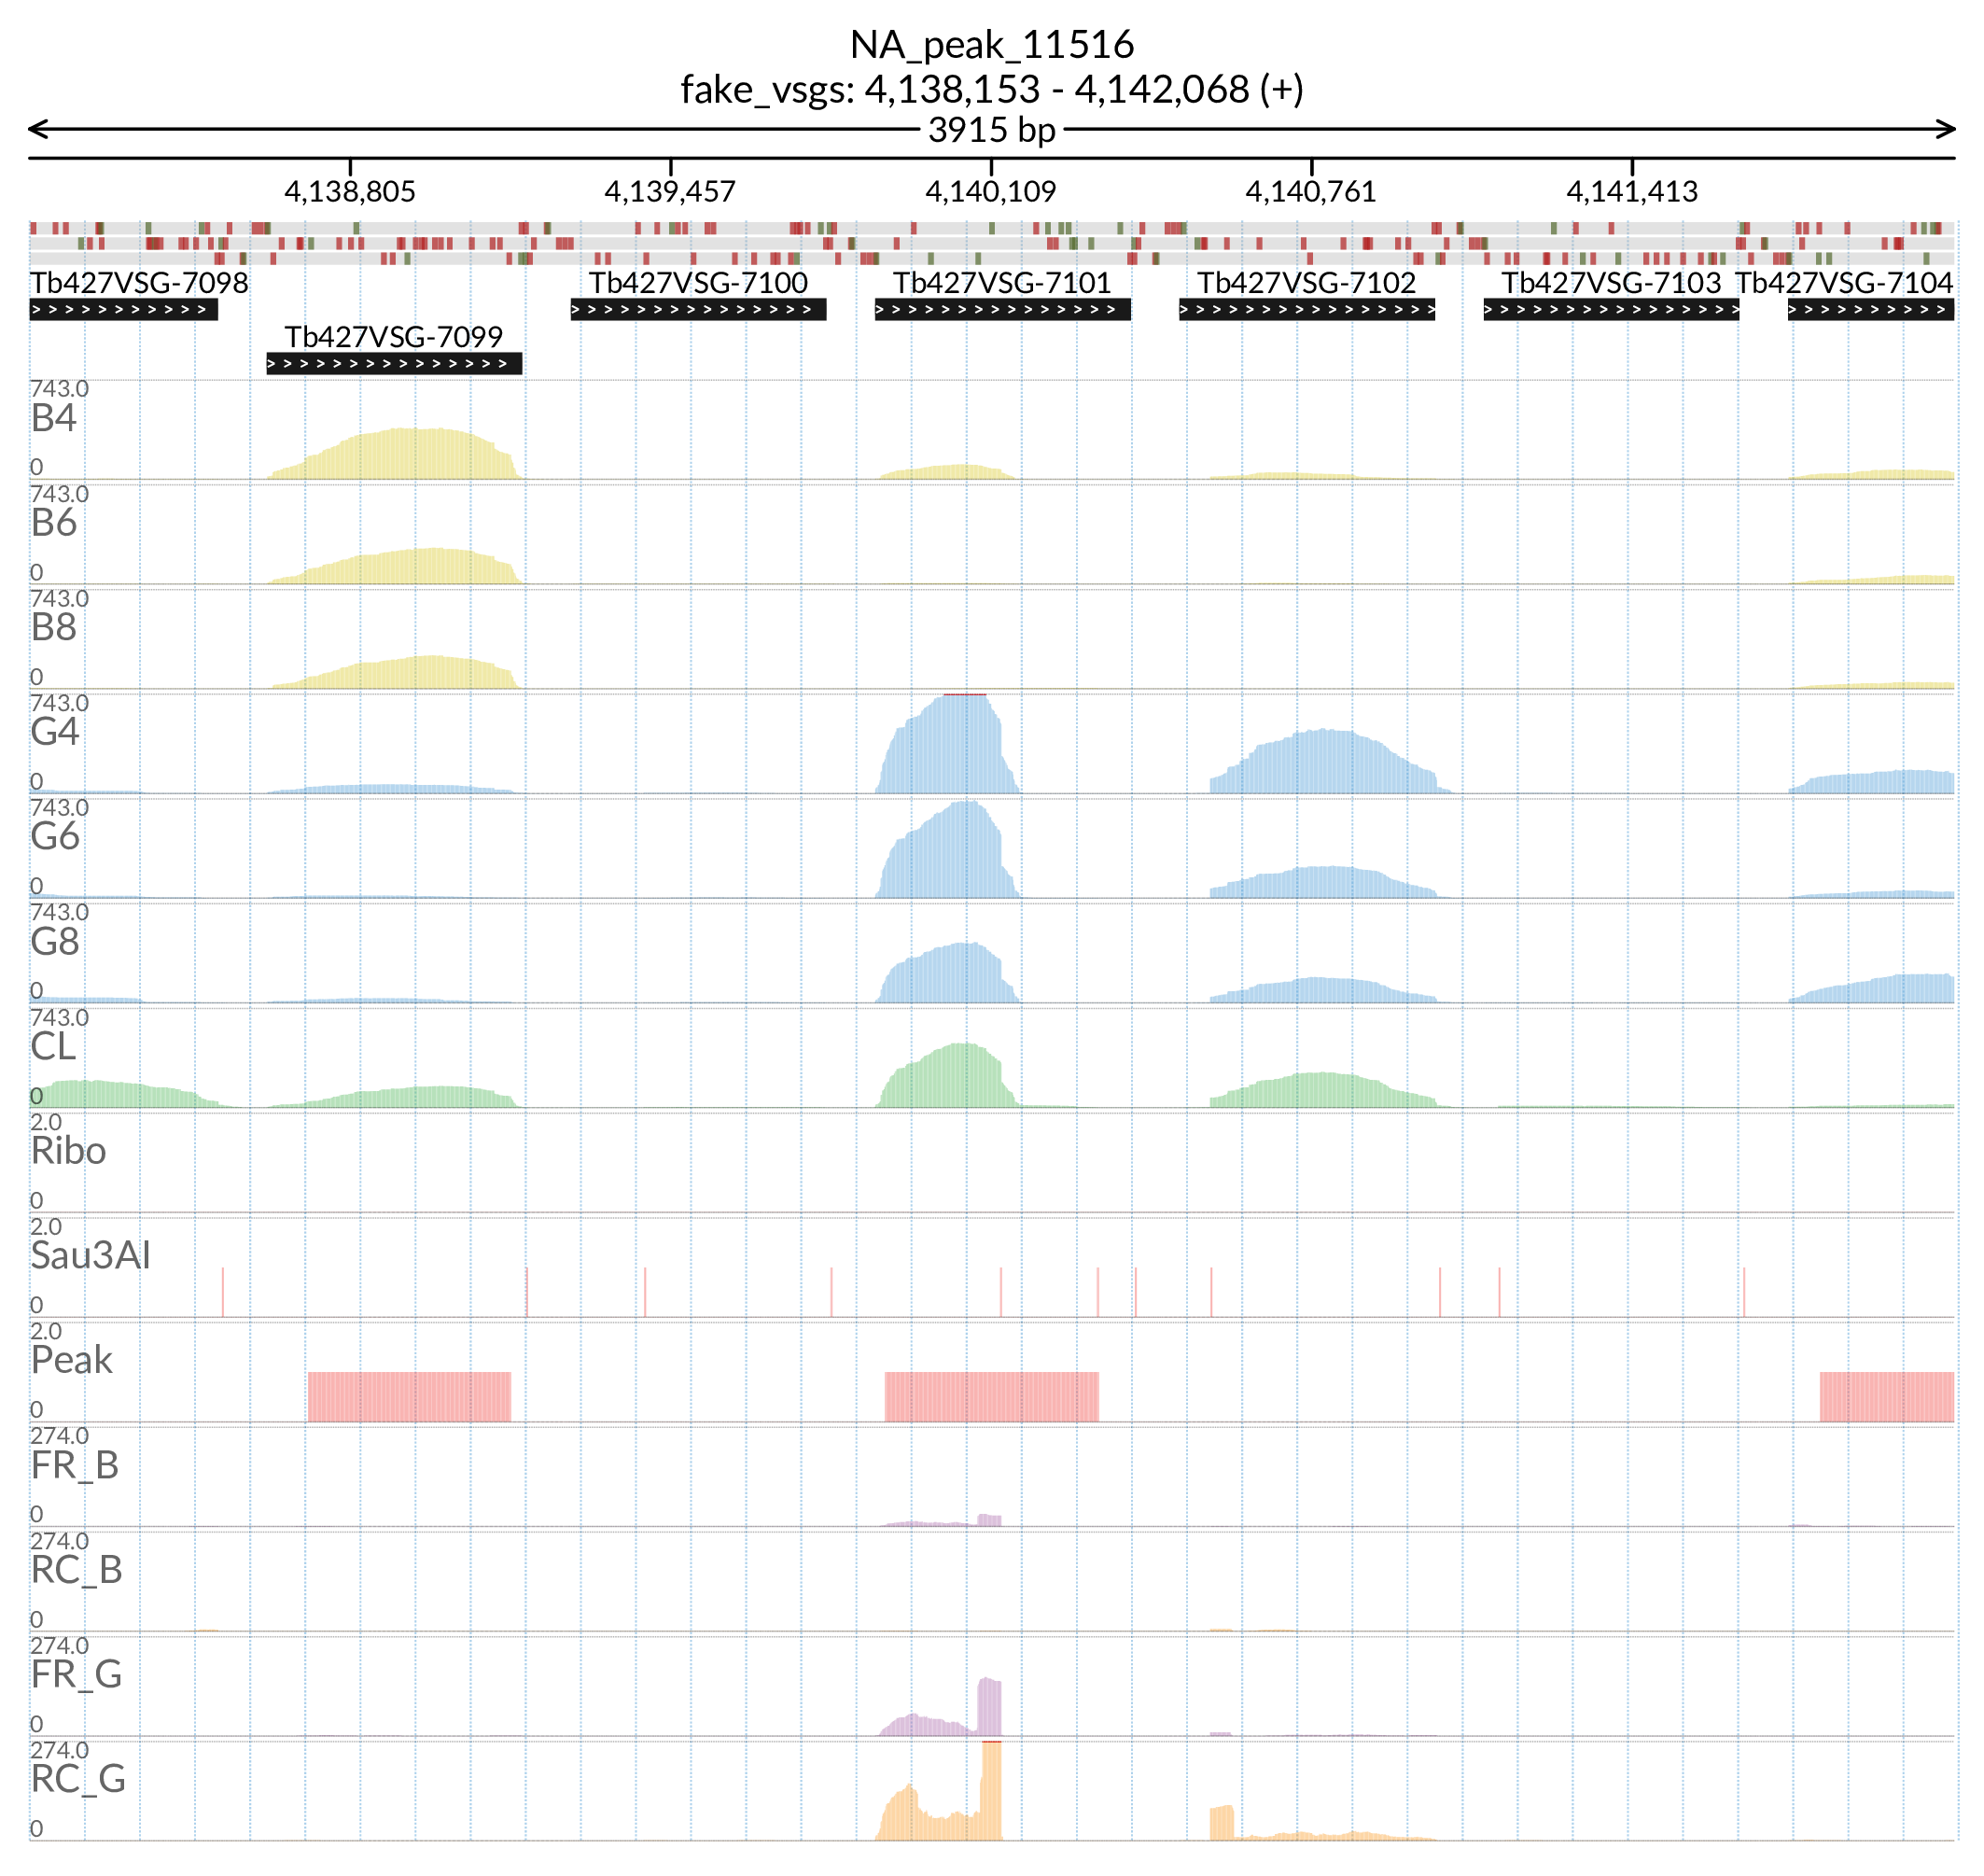 NA_peak_11516
fake_vsgs: 4,138,153 - 4,142,068 (+)
3915 bp
4,138,805 4,139,457 4,140,109 4,140,761 4,141,413
Tb427VSG-7098 Tb427VSG-7100 Tb427VSG-7101 Tb427VSG-7102 Tb427VSG-7103 Tb427VSG-7104
Tb427VSG-7099
743.0
B4
0
743.0
B6
0
743.0
B8
0
743.0
G4
0
743.0
G6
0
743.0
G8
0
743.0
CL
0
2.0
Ribo
0
2.0
Sau3AI
0
2.0
Peak
0
274.0
FR_B
0
274.0
RC_B
0
274.0
FR_G
0
274.0
RC_G
0